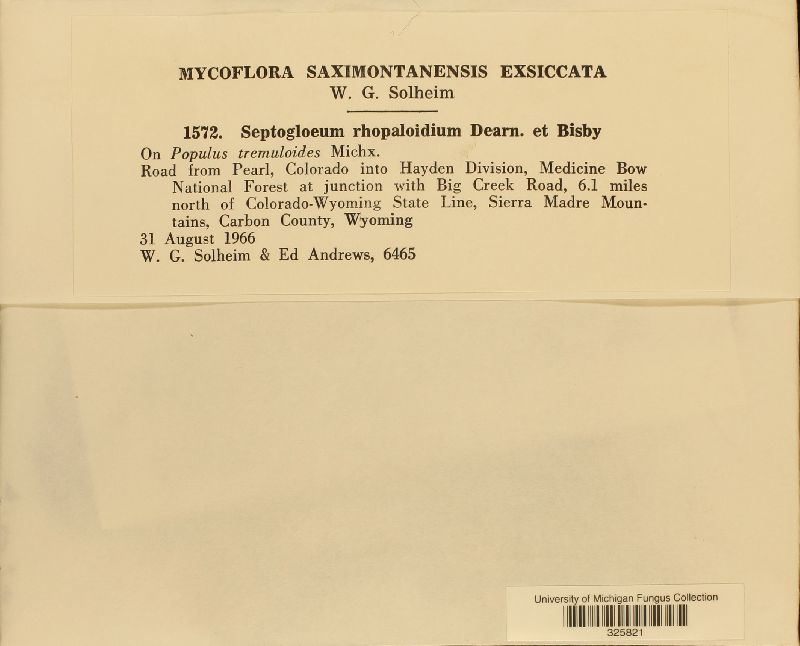 MYCOFLORA SAXIMONTANENSIS EXSICCATA
W. G. Solheim
1572. Septogloeum rhopaloidium Dearn. et Bisby
On Populus tremuloides Michx.
Road from Pearl, Colorado into Hayden Division, Medicine Bow
National Forest at junction with Big Creek Road, 6.1 miles
north of Colorado-Wyoming State Line, Sierra Madre Moun-
tains, Carbon County, Wyoming
31 August 1966
W. G. Solheim & Ed Andrews, 6465
University of Michigan Fungus Collection
325821